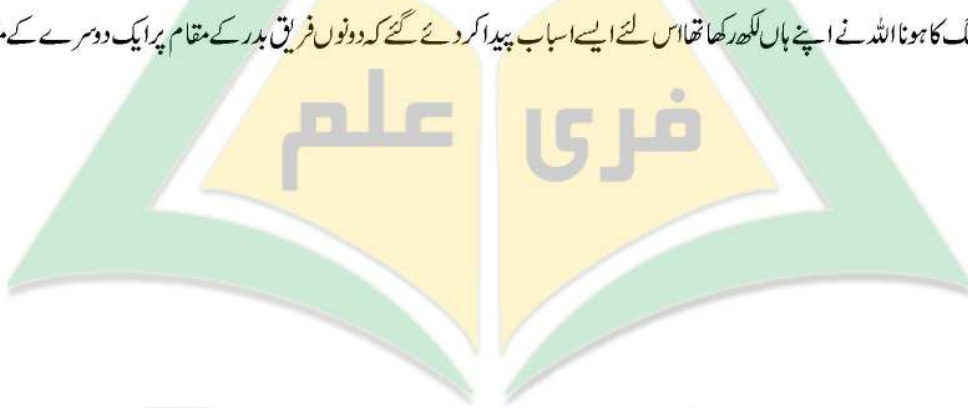 کا ہونا اللہ نے اپنے ہاں لکھ رکھا تھا اس لئے ایسے اسباب پیدا کر دئے گئے کہ دونوں فریق بدر کے مقام پر ایک دوسرے کے
فری علم